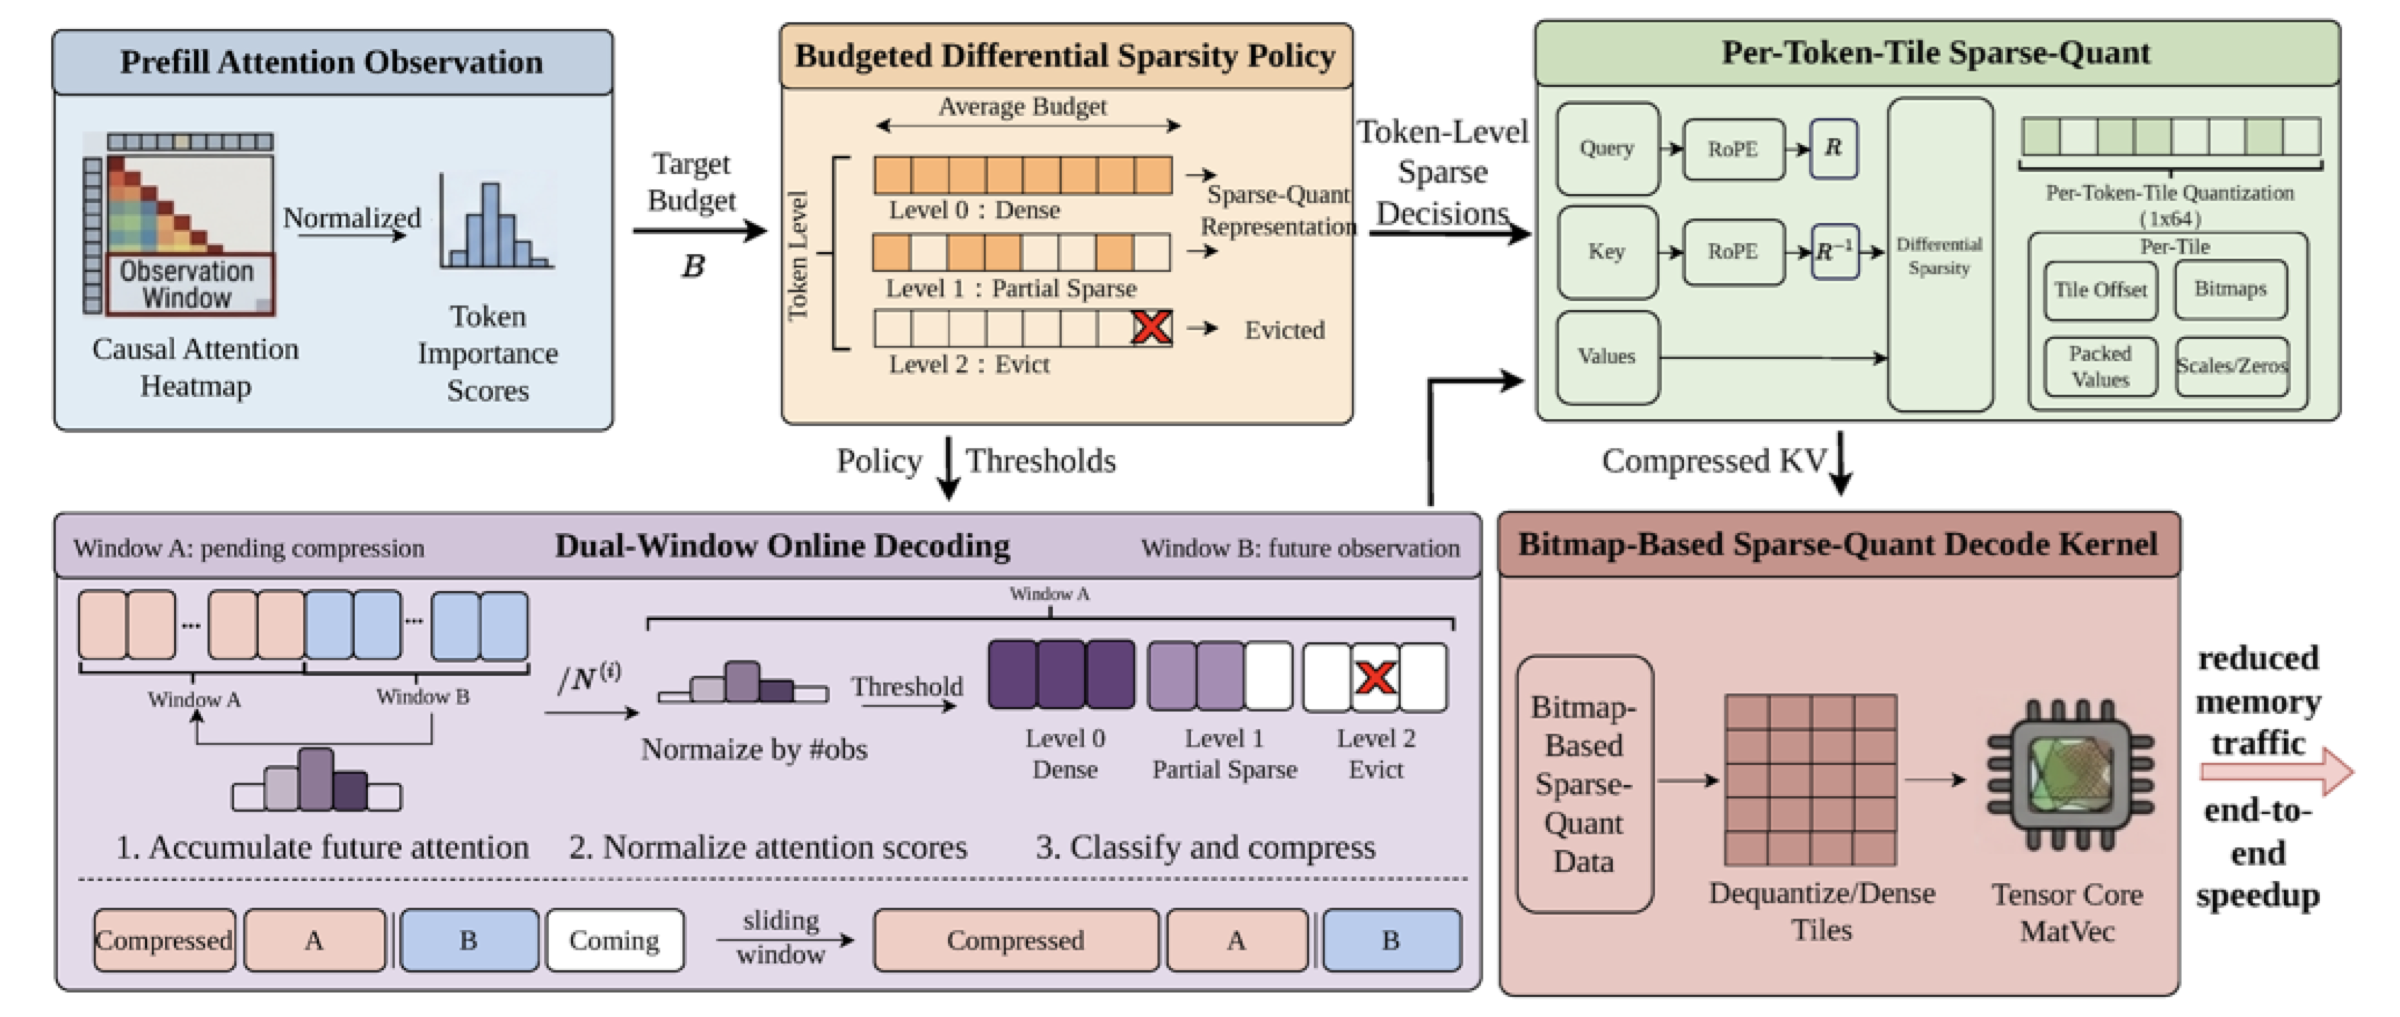 Prefill Attention Observation
Normalized
Observation
Window
Causal Attention
Heatmap
Token
Importance
Scores
Target
Budget
B
Budgeted Differential Sparsity Policy
Average Budget
Token Level
Level 0 : Dense
Level 1 : Partial Sparse
Level 2 : Evict
Sparse-Quant
Representation
Evicted
Token-Level
Sparse
Decisions
Per-Token-Tile Sparse-Quant
Query
RoPE
R
Key
RoPE
R⁻¹
Values
Differential
Sparsity
Per-Token-Tile Quantization
(1x64)
Per-Tile
Tile Offset
Bitmaps
Packed
Values
Scales/Zeros
Policy
Thresholds
Compressed KV
Window A: pending compression
Dual-Window Online Decoding
Window B: future observation
...
...
Window A
Window B
/N⁽ⁱ⁾
Normaize by #obs
Window A
Threshold
Level 0
Dense
Level 1
Partial Sparse
Level 2
Evict
1. Accumulate future attention
2. Normalize attention scores
3. Classify and compress
Compressed
A
B
Coming
sliding
window
Compressed
A
B
Bitmap-Based Sparse-Quant Decode Kernel
Bitmap-
Based
Sparse-
Quant
Data
Dequantize/Dense
Tiles
Tensor Core
MatVec
reduced
memory
traffic
end-to-
end
speedup